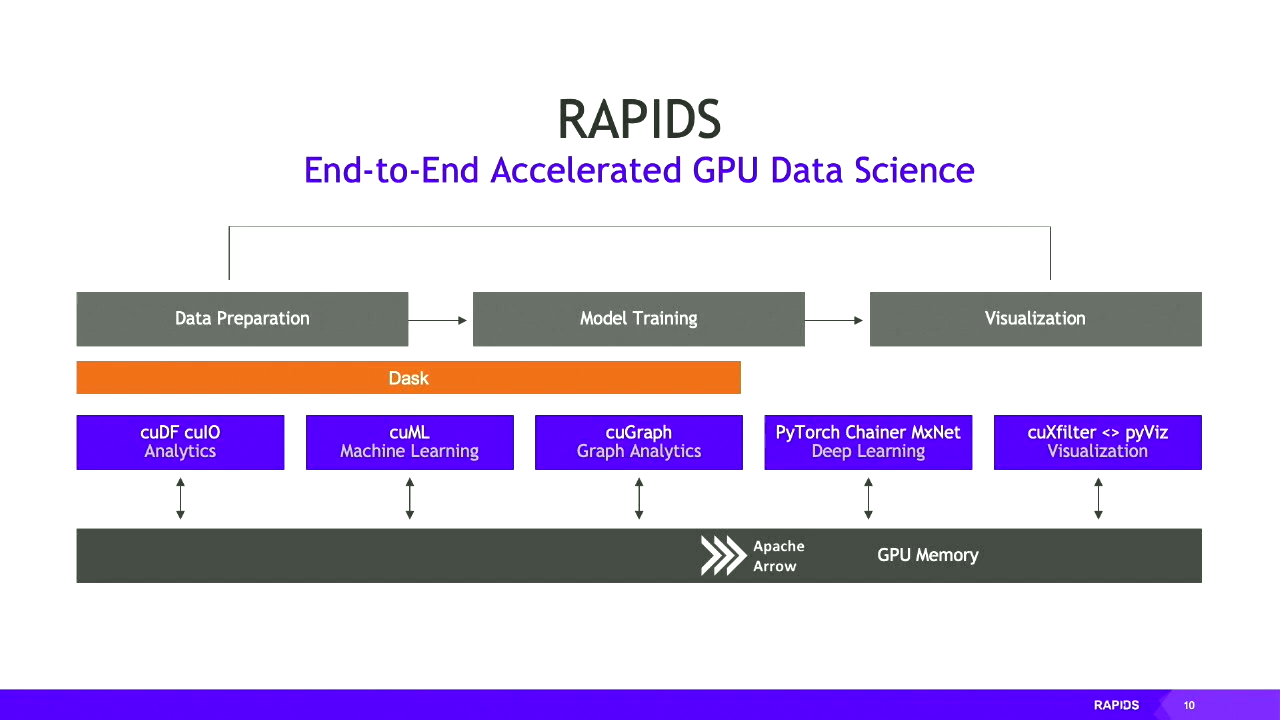 RAPIDS
End-to-End Accelerated GPU Data Science
Data Preparation
Model Training
Visualization
Dask
cuDF cuIO
Analytics
cuML
Machine Learning
cuGraph
Graph Analytics
PyTorch Chainer MxNet
Deep Learning
cuXfilter <> pyViz
Visualization
Apache
Arrow
GPU Memory
RAPIDS
10